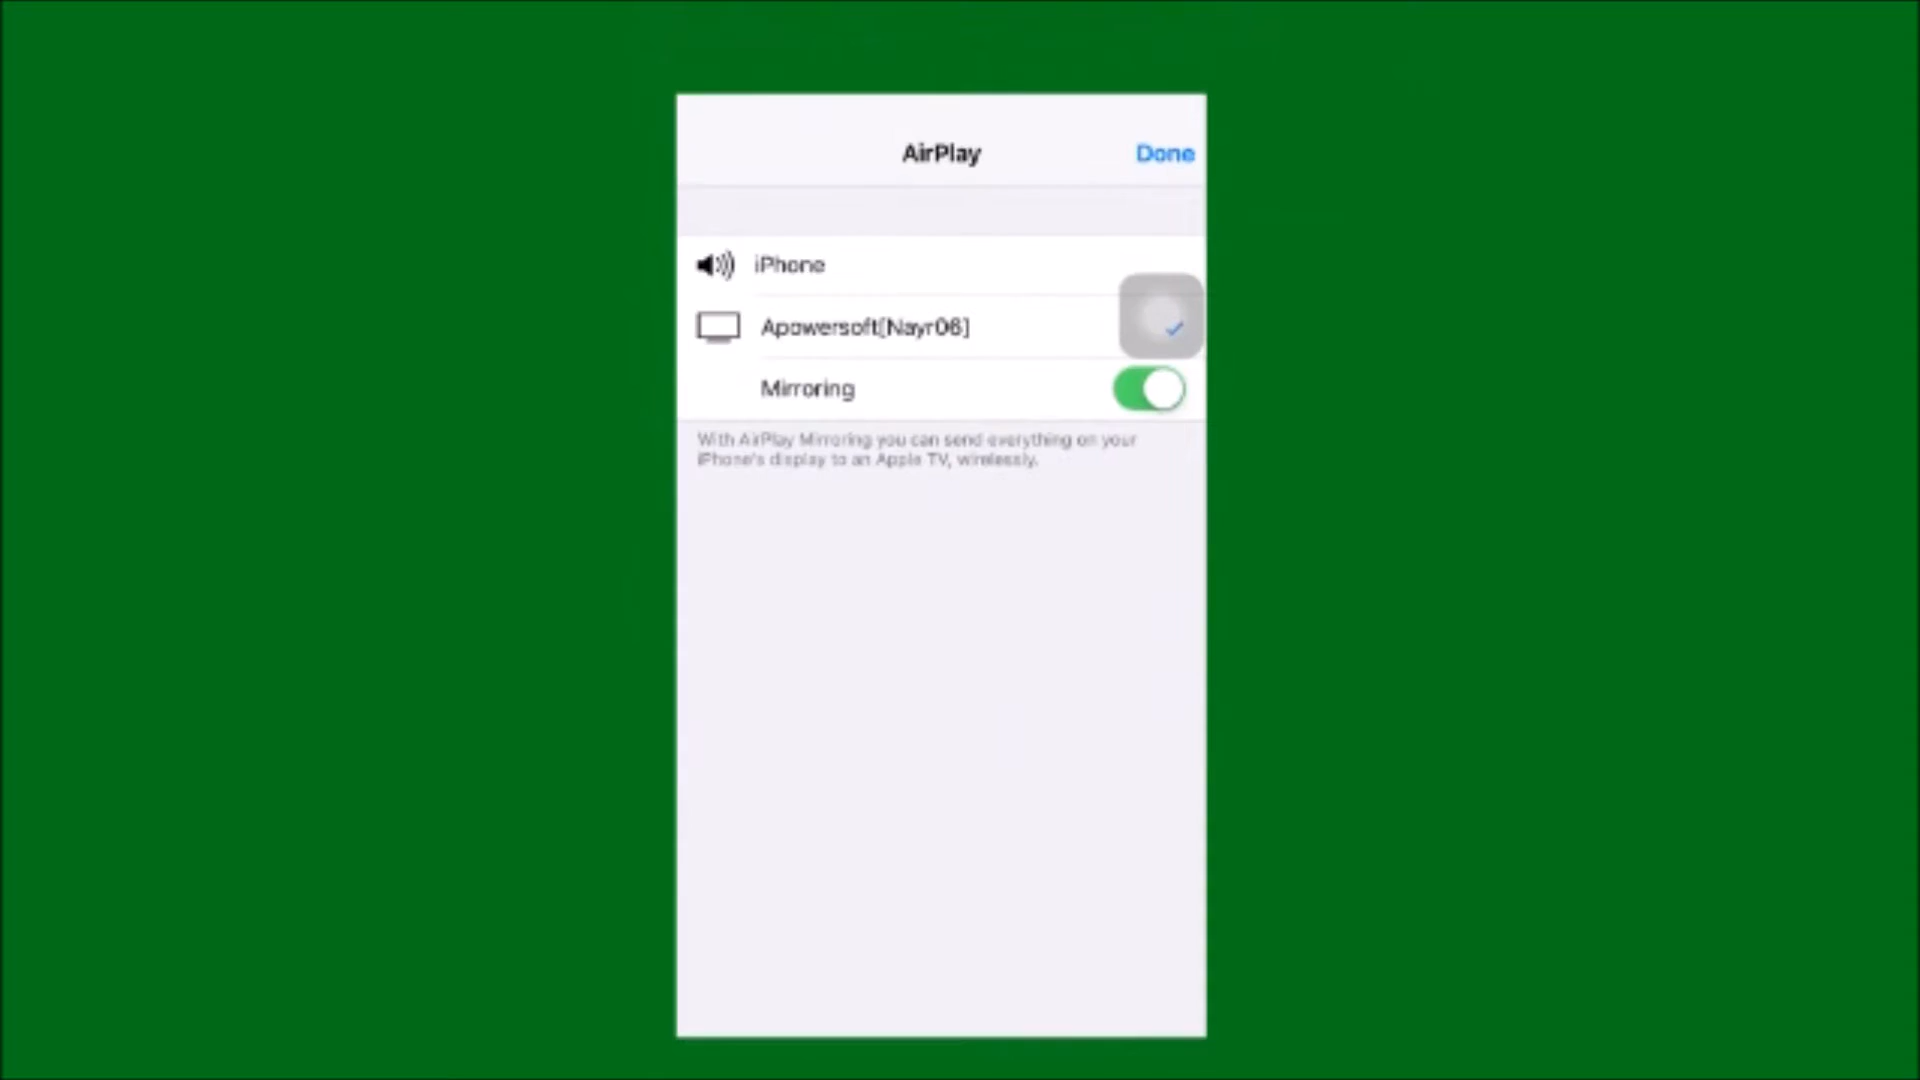 AirPlay
Done
iPhone
Apowersoft[Nayr06]
Mirroring
With AirPlay Mirroring you can send everything on your
iPhone's display to an Apple TV, wirelessly.